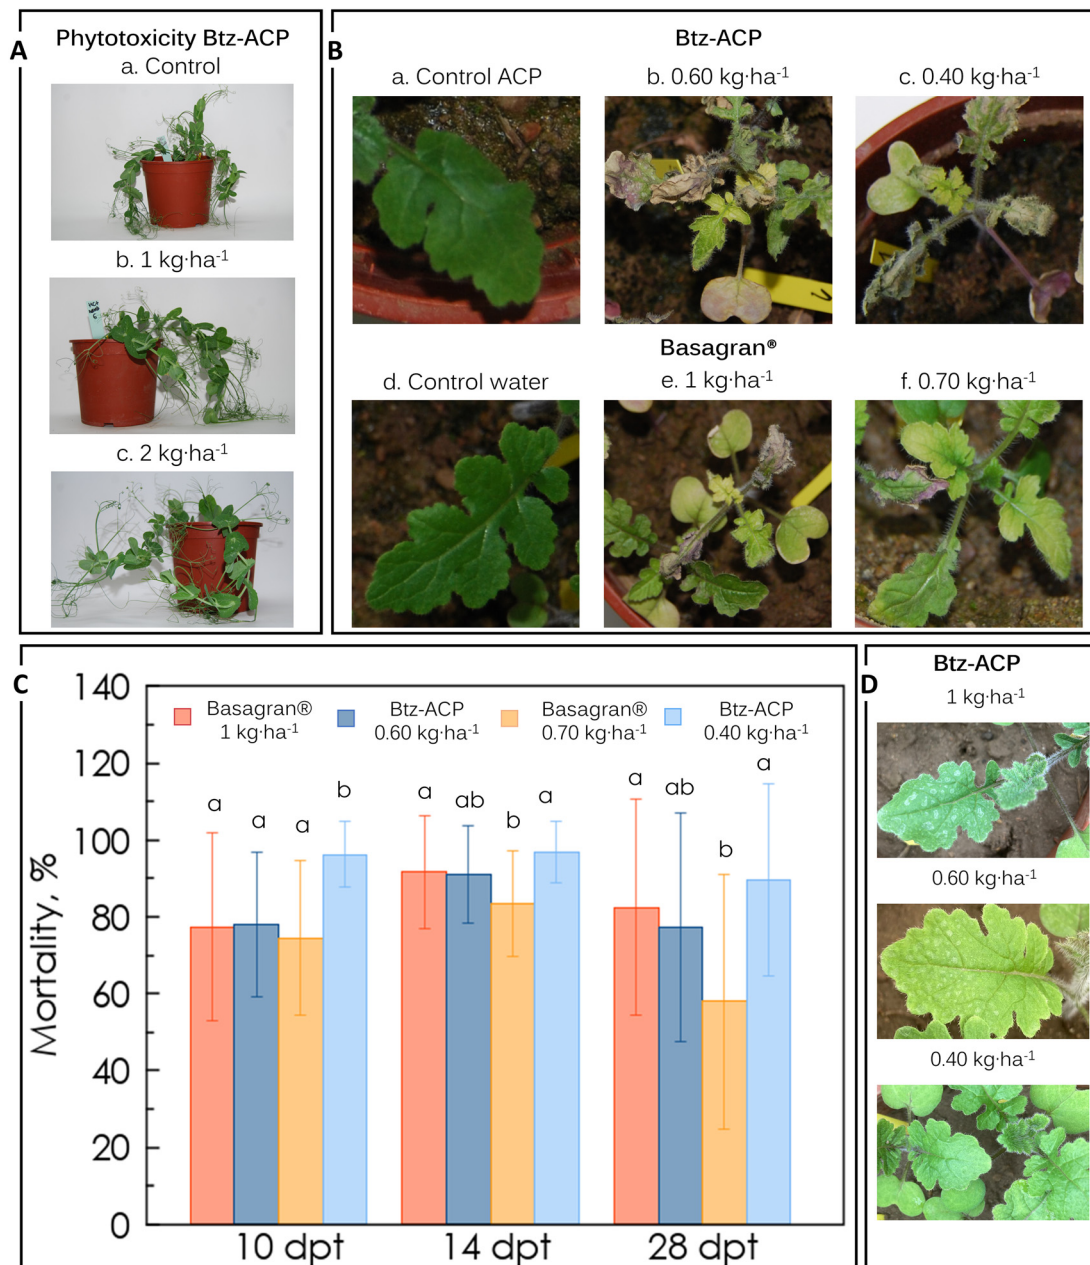 A
Phytotoxicity Btz-ACP
a. Control
b. 1 kg·ha⁻¹
c. 2 kg·ha⁻¹
B
Btz-ACP
a. Control ACP
b. 0.60 kg·ha⁻¹
c. 0.40 kg·ha⁻¹
Basagran®
d. Control water
e. 1 kg·ha⁻¹
f. 0.70 kg·ha⁻¹
C
Mortality, %
140
120
100
80
60
40
20
0
Basagran®
1 kg·ha⁻¹
Btz-ACP
0.60 kg·ha⁻¹
Basagran®
0.70 kg·ha⁻¹
Btz-ACP
0.40 kg·ha⁻¹
a a a b
a ab b a
a ab b a
10 dpt 14 dpt 28 dpt
D
Btz-ACP
1 kg·ha⁻¹
0.60 kg·ha⁻¹
0.40 kg·ha⁻¹